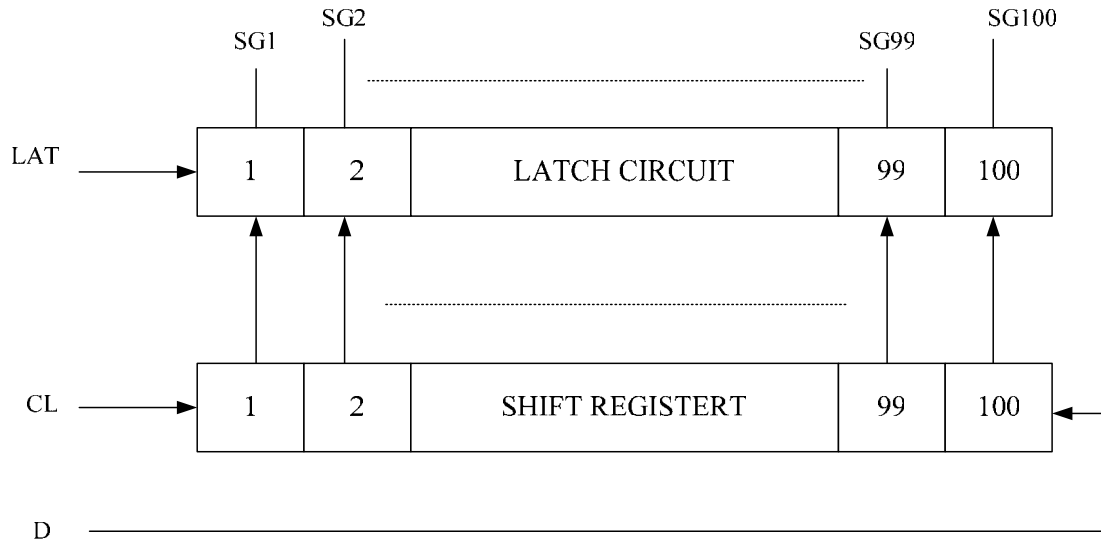 SG1 SG2 SG99 SG100
LAT 1 2 LATCH CIRCUIT 99 100
CL 1 2 SHIFT REGISTERT 99 100
D